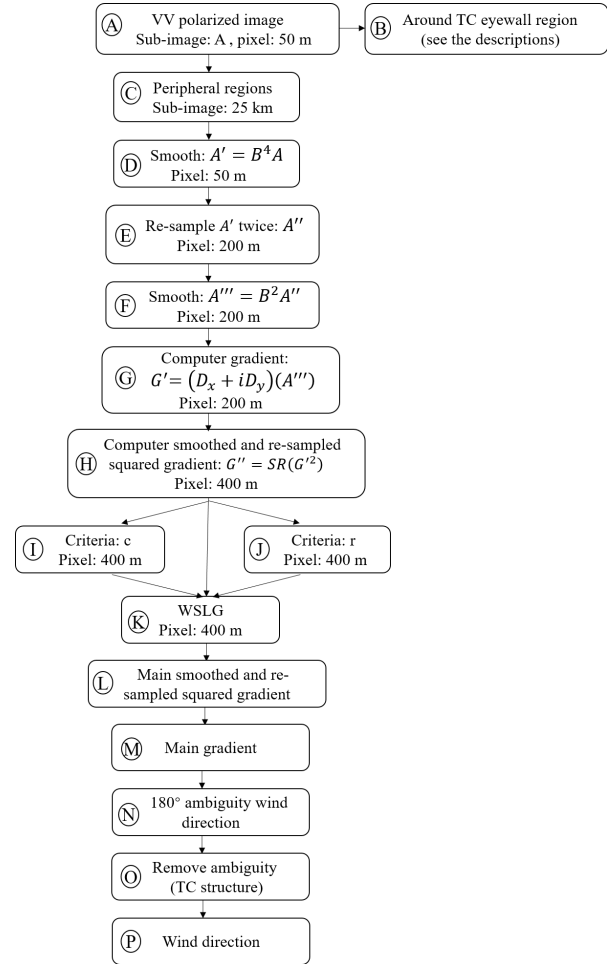 A
VV polarized image
Sub-image: A , pixel: 50 m
B
Around TC eyewall region
(see the descriptions)
C
Peripheral regions
Sub-image: 25 km
D
Smooth: A′ = B⁴A
Pixel: 50 m
E
Re-sample A′ twice: A′′
Pixel: 200 m
F
Smooth: A′′′ = B²A′′
Pixel: 200 m
G
Computer gradient:
G′= (Dₓ + iD_y)(A′′′)
Pixel: 200 m
H
Computer smoothed and re-sampled
squared gradient: G′′ = SR(G′²)
Pixel: 400 m
I
Criteria: c
Pixel: 400 m
J
Criteria: r
Pixel: 400 m
K
WSLG
Pixel: 400 m
L
Main smoothed and re-
sampled squared gradient
M
Main gradient
N
180° ambiguity wind
direction
O
Remove ambiguity
(TC structure)
P
Wind direction